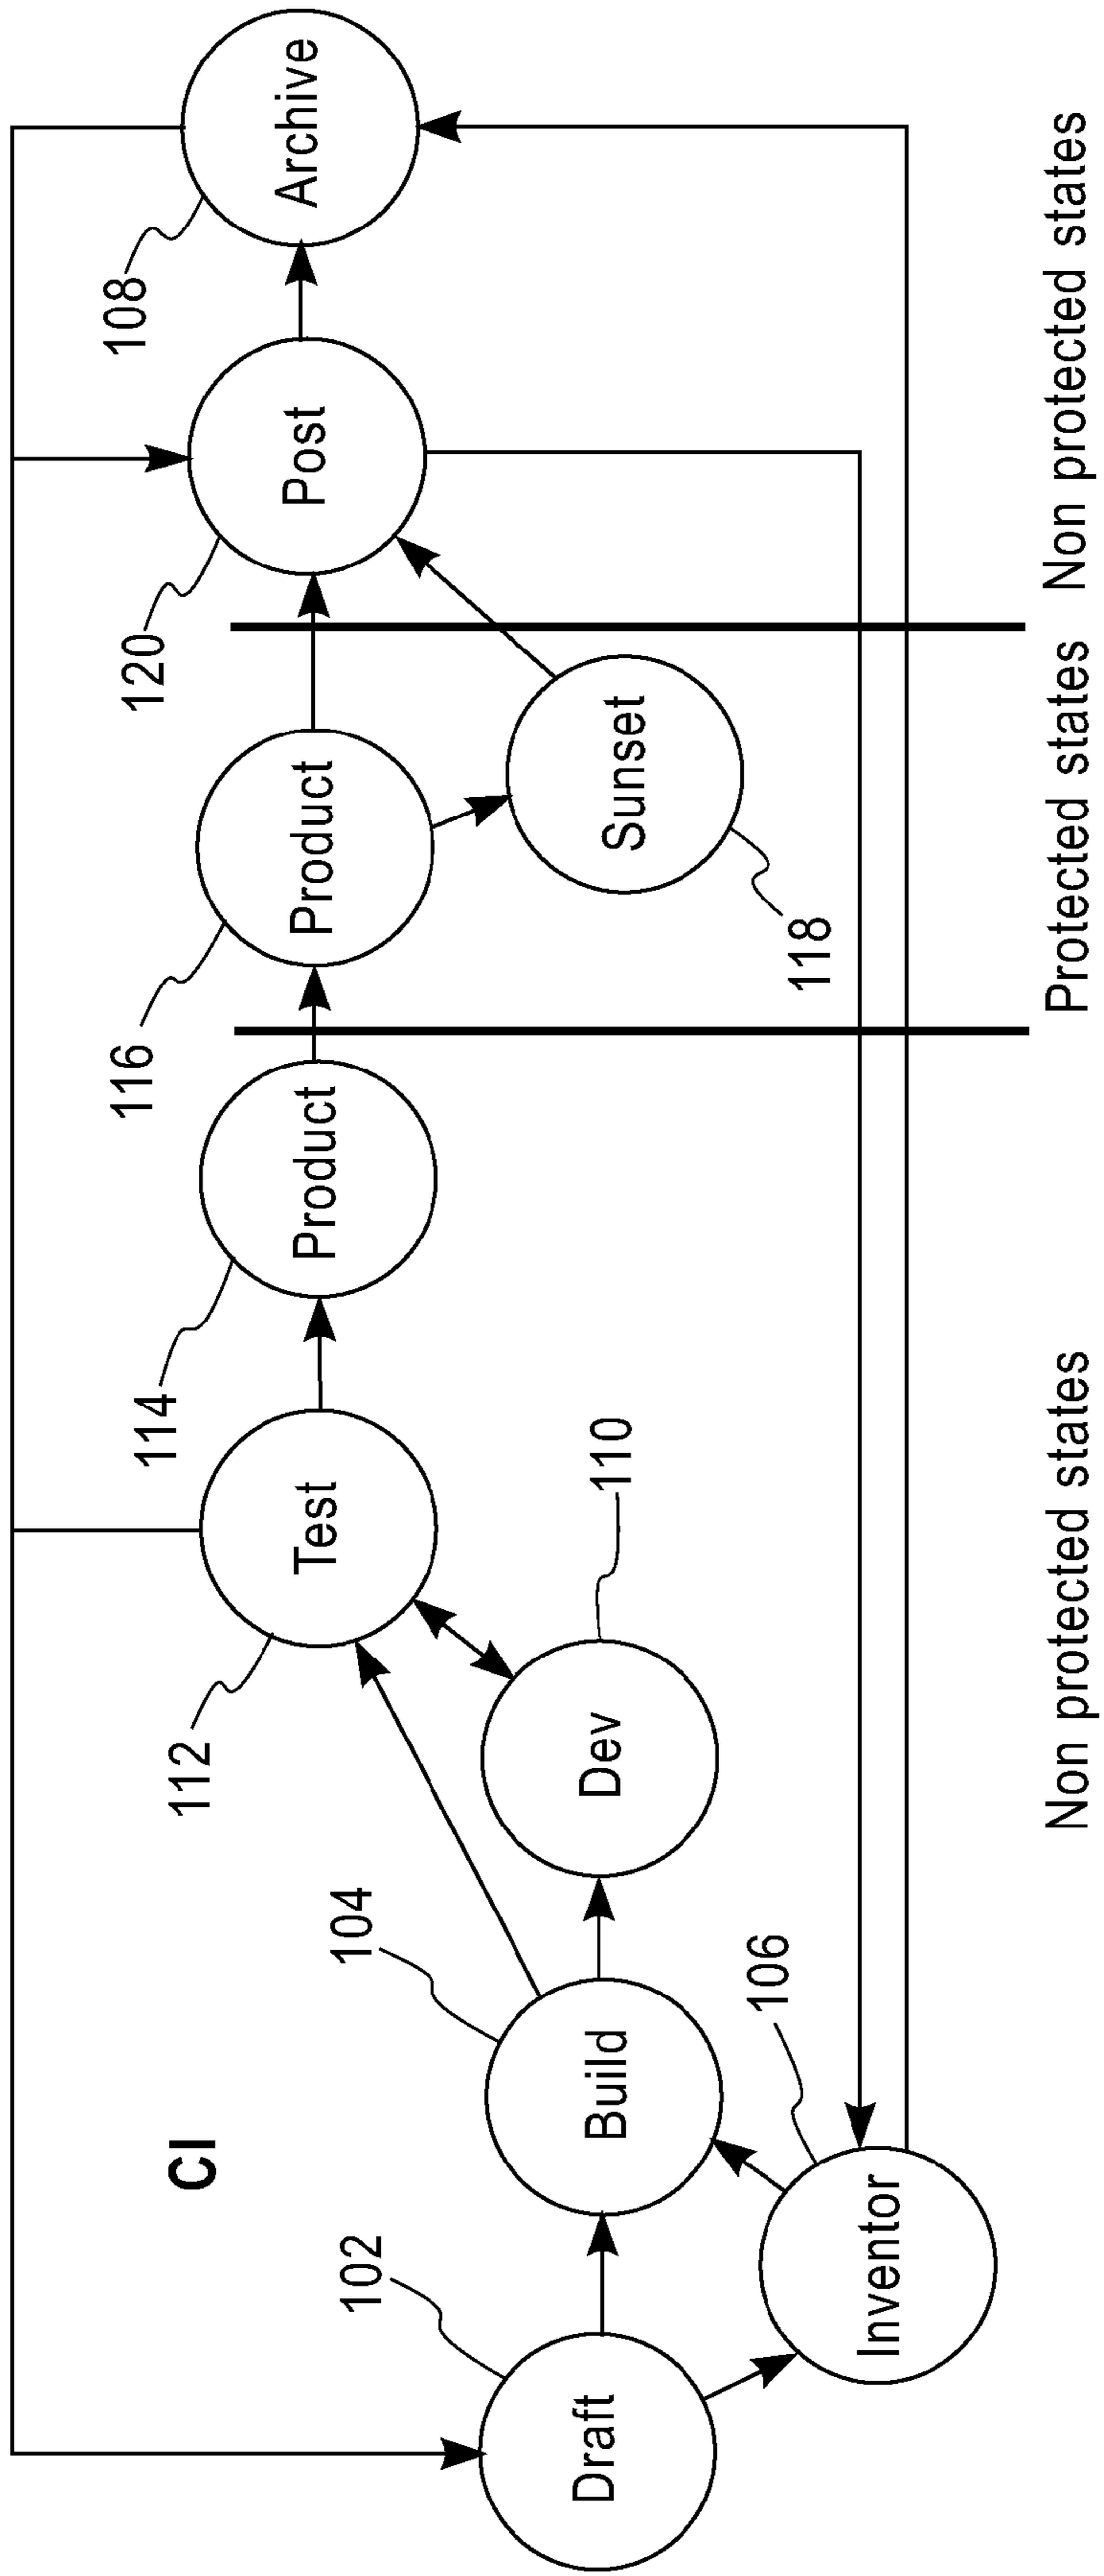 CI
102
Draft
104
Build
106
Inventor
110
Dev
112
Test
114
Product
116
Product
118
Sunset
120
Post
108
Archive
Non protected states
Protected states
Non protected states